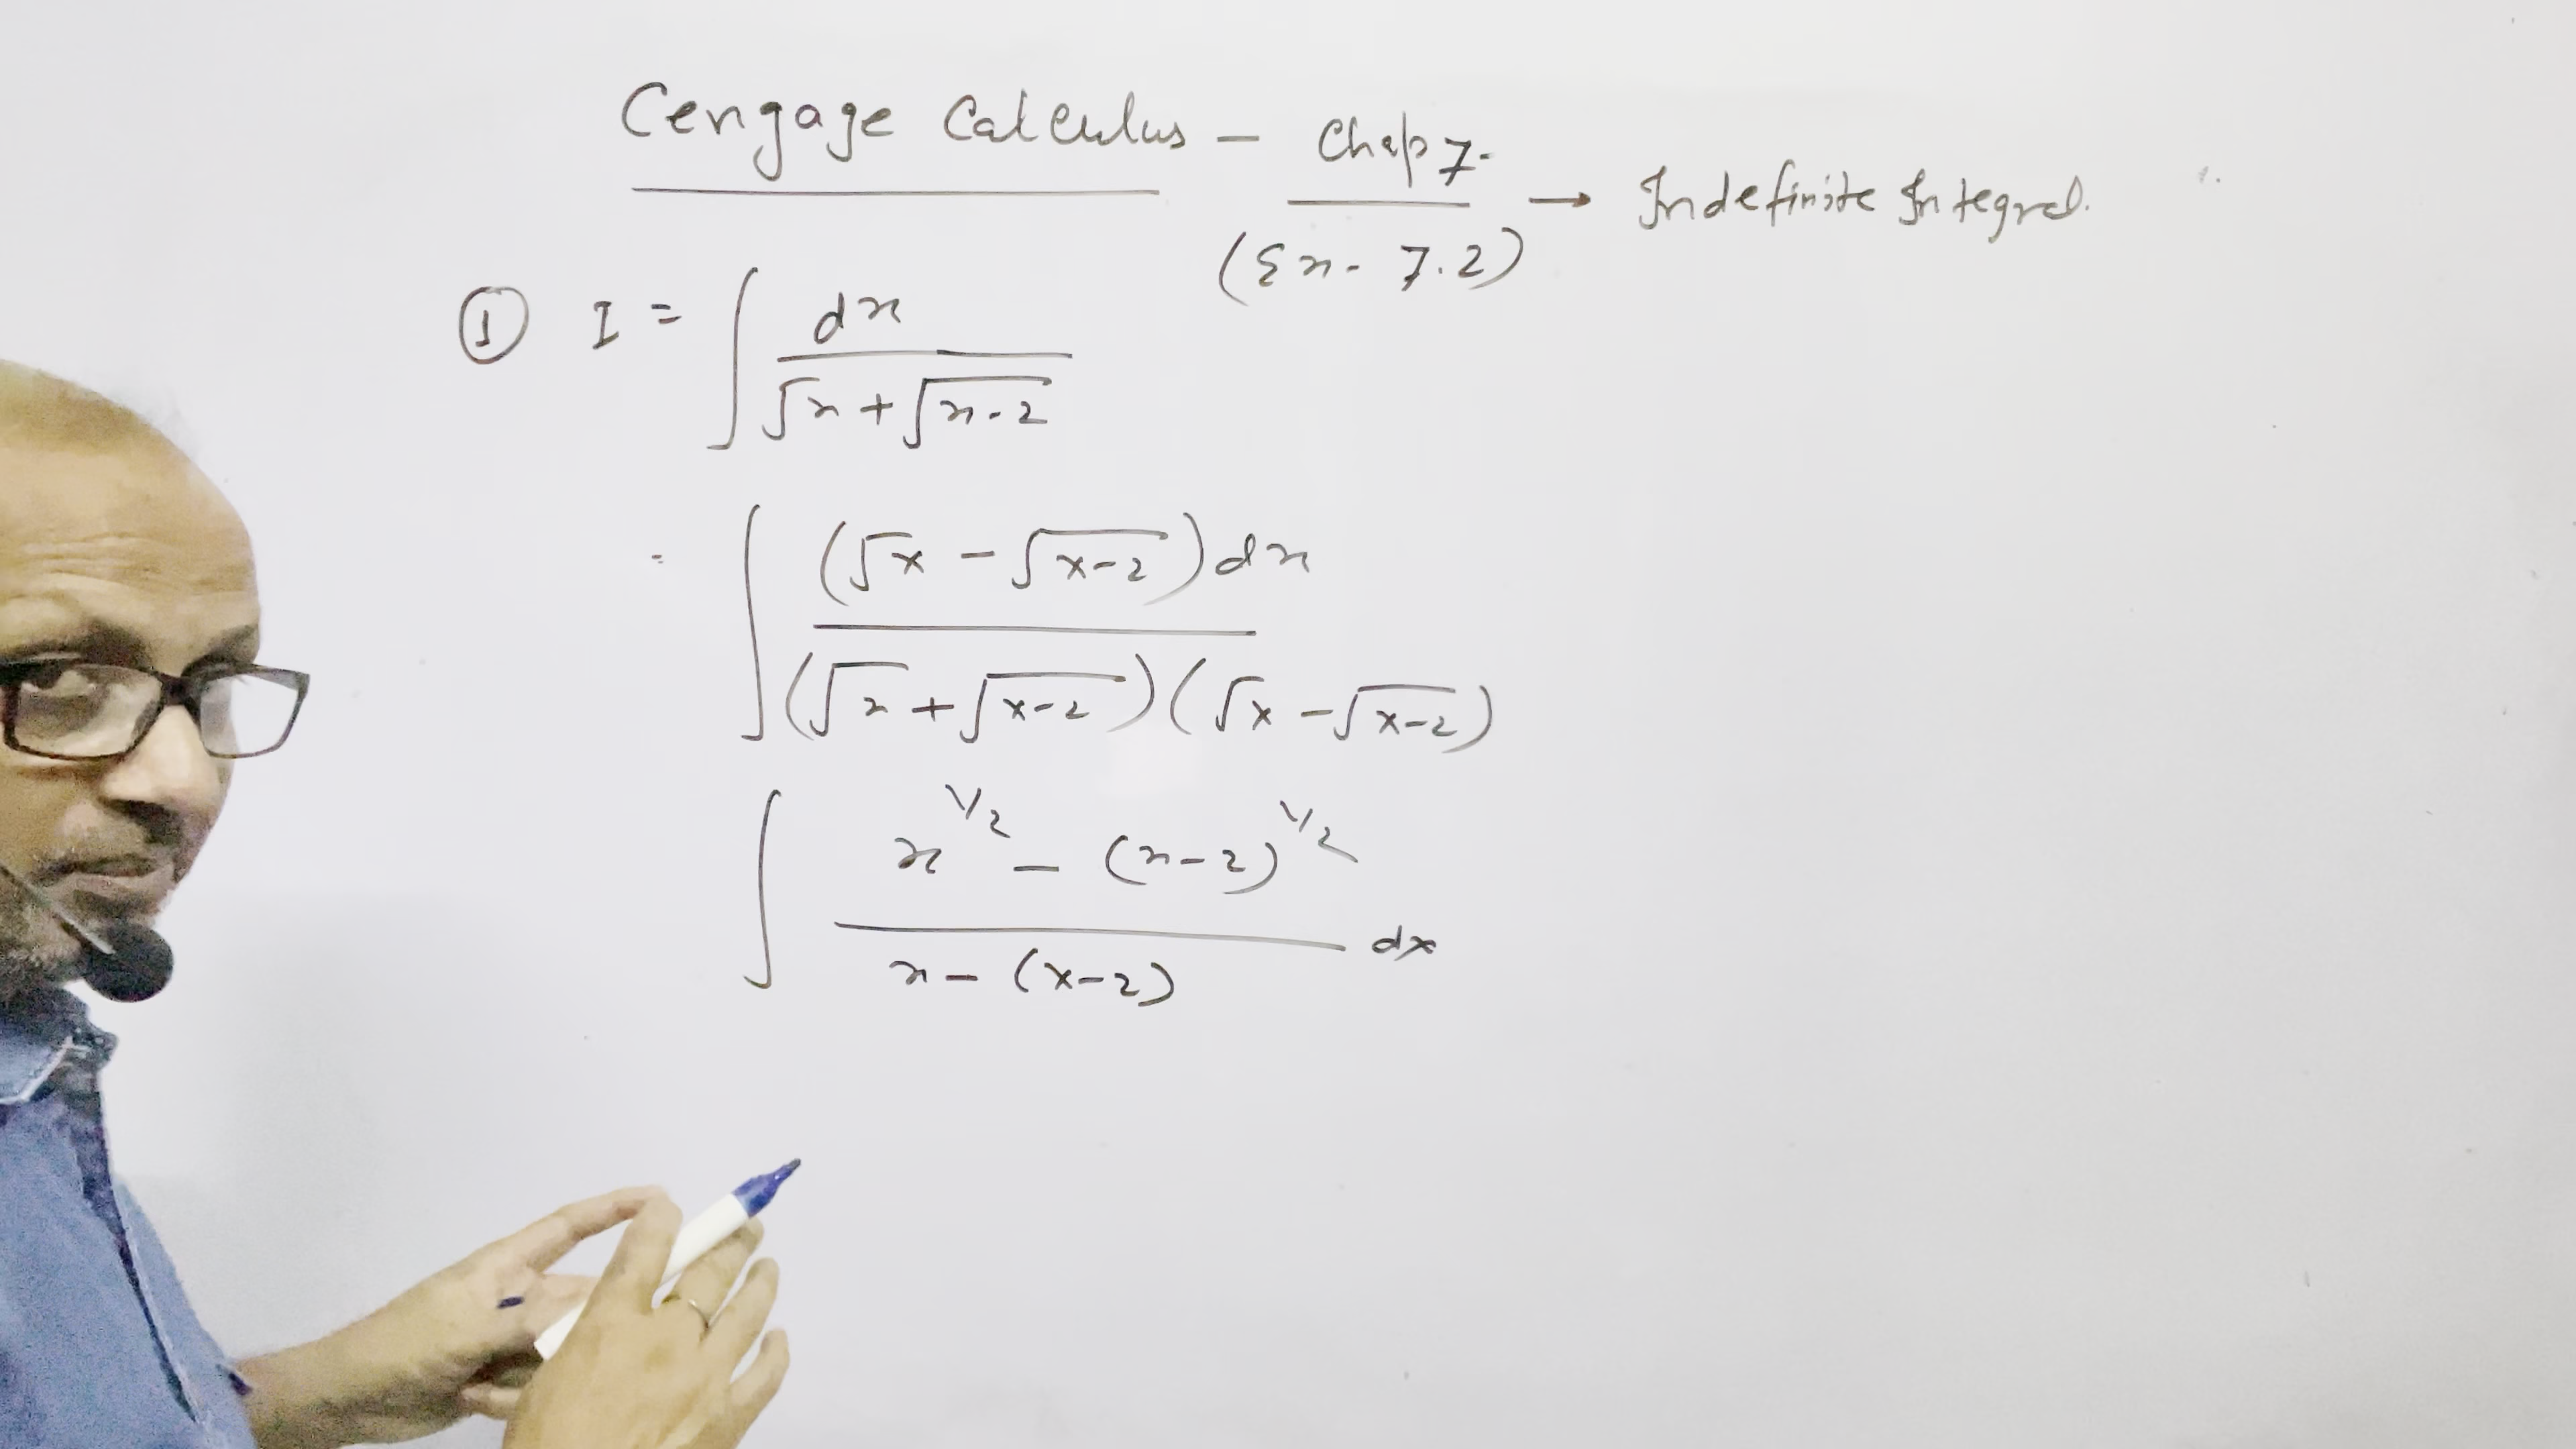 Cengage Calculus - Chap 7. → Indefinite Integral.
(Ex - 7.2)
① I = ∫ dx / (√x + √(x-2))
= ∫ (√x - √(x-2)) dx / ((√x + √(x-2)) (√x - √(x-2)))
∫ (x^1/2 - (x-2)^1/2) / (x - (x-2)) dx